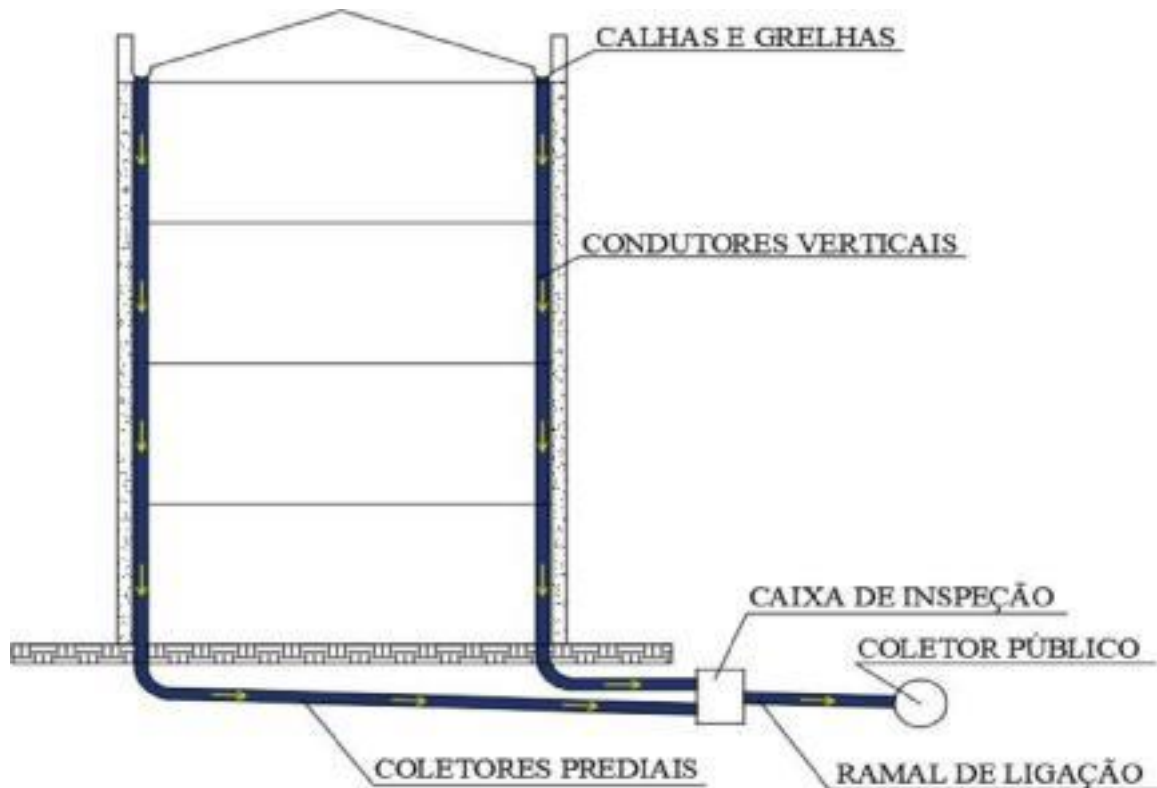 CALHAS E GRELHAS
CONDUTORES VERTICAIS
CAIXA DE INSPEÇÃO
COLETOR PÚBLICO
COLETORES PREDIAIS
RAMAL DE LIGAÇÃO